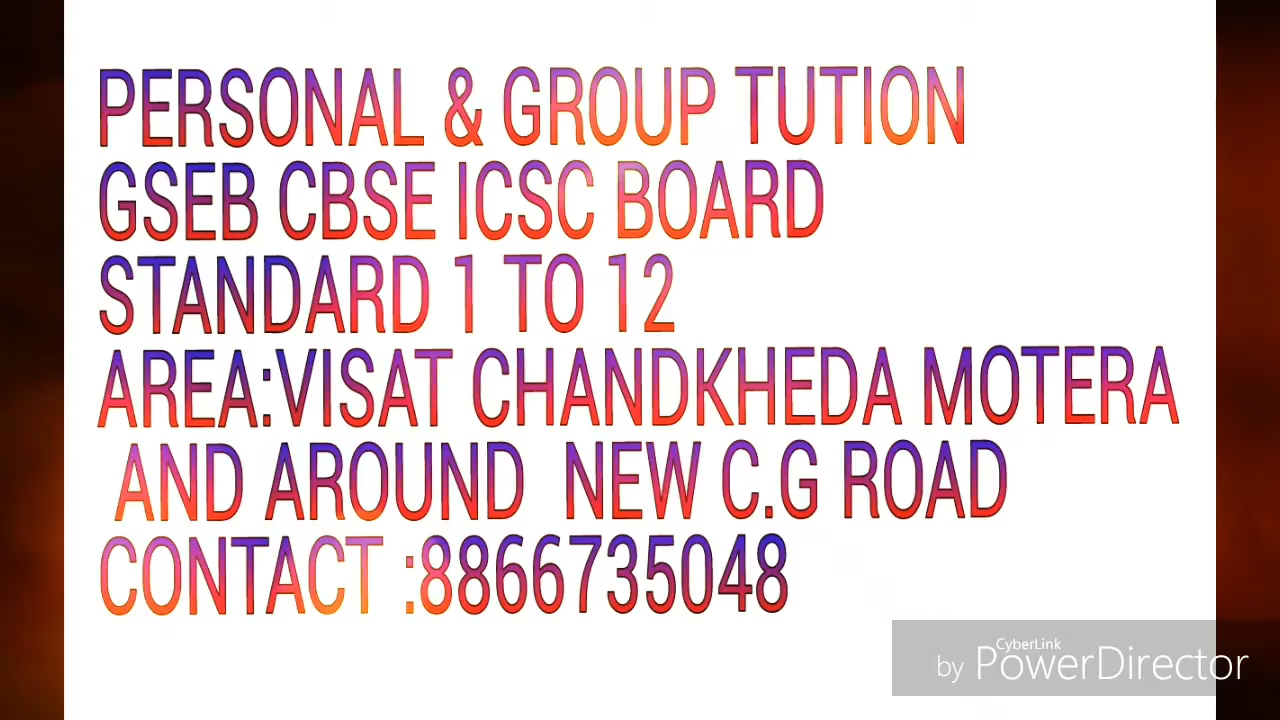 PERSONAL & GROUP TUTION
GSEB CBSE ICSC BOARD
STANDARD 1 TO 12
AREA:VISAT CHANDKHEDA MOTERA
AND AROUND NEW C.G ROAD
CONTACT :8866735048
CyberLink
by PowerDirector